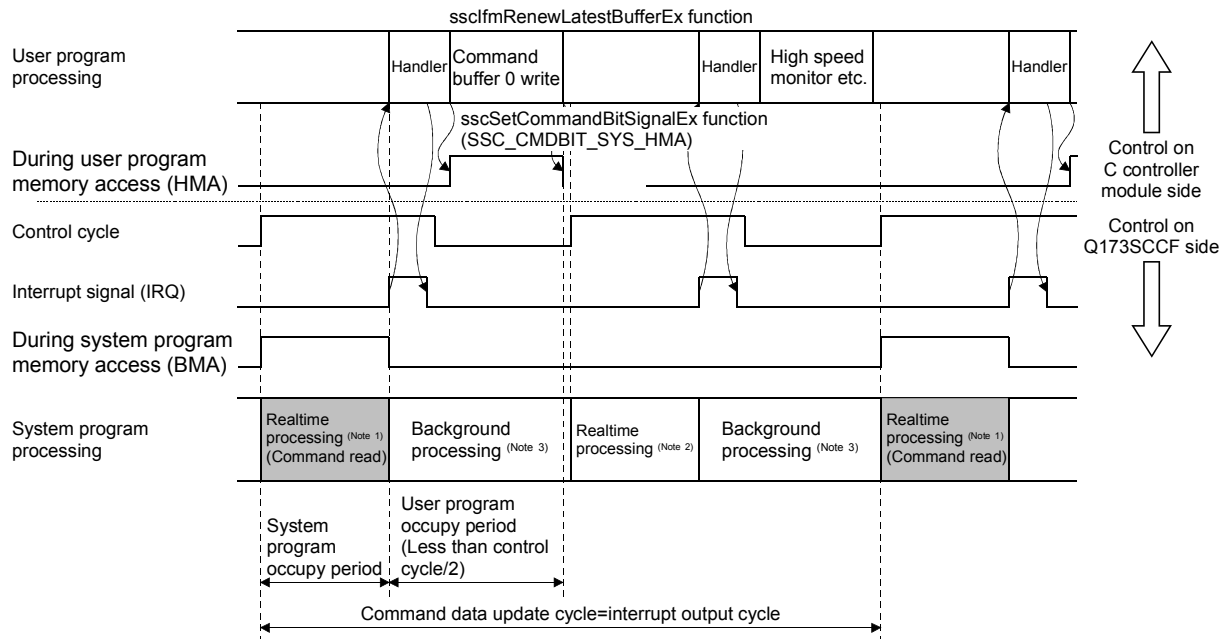 sscIfmRenewLatestBufferEx function
User program
processing
Handler
Command
buffer 0 write
Handler
High speed
monitor etc.
Handler
sscSetCommandBitSignalEx function
(SSC_CMDBIT_SYS_HMA)
During user program
memory access (HMA)
Control on
C controller
module side
Control cycle
Control on
Q173SCCF side
Interrupt signal (IRQ)
During system program
memory access (BMA)
System program
processing
Realtime
processing (Note 1)
(Command read)
Background
processing (Note 3)
Realtime
processing (Note 2)
Background
processing (Note 3)
Realtime
processing (Note 1)
(Command read)
System
program
occupy period
User program
occupy period
(Less than control
cycle/2)
Command data update cycle=interrupt output cycle